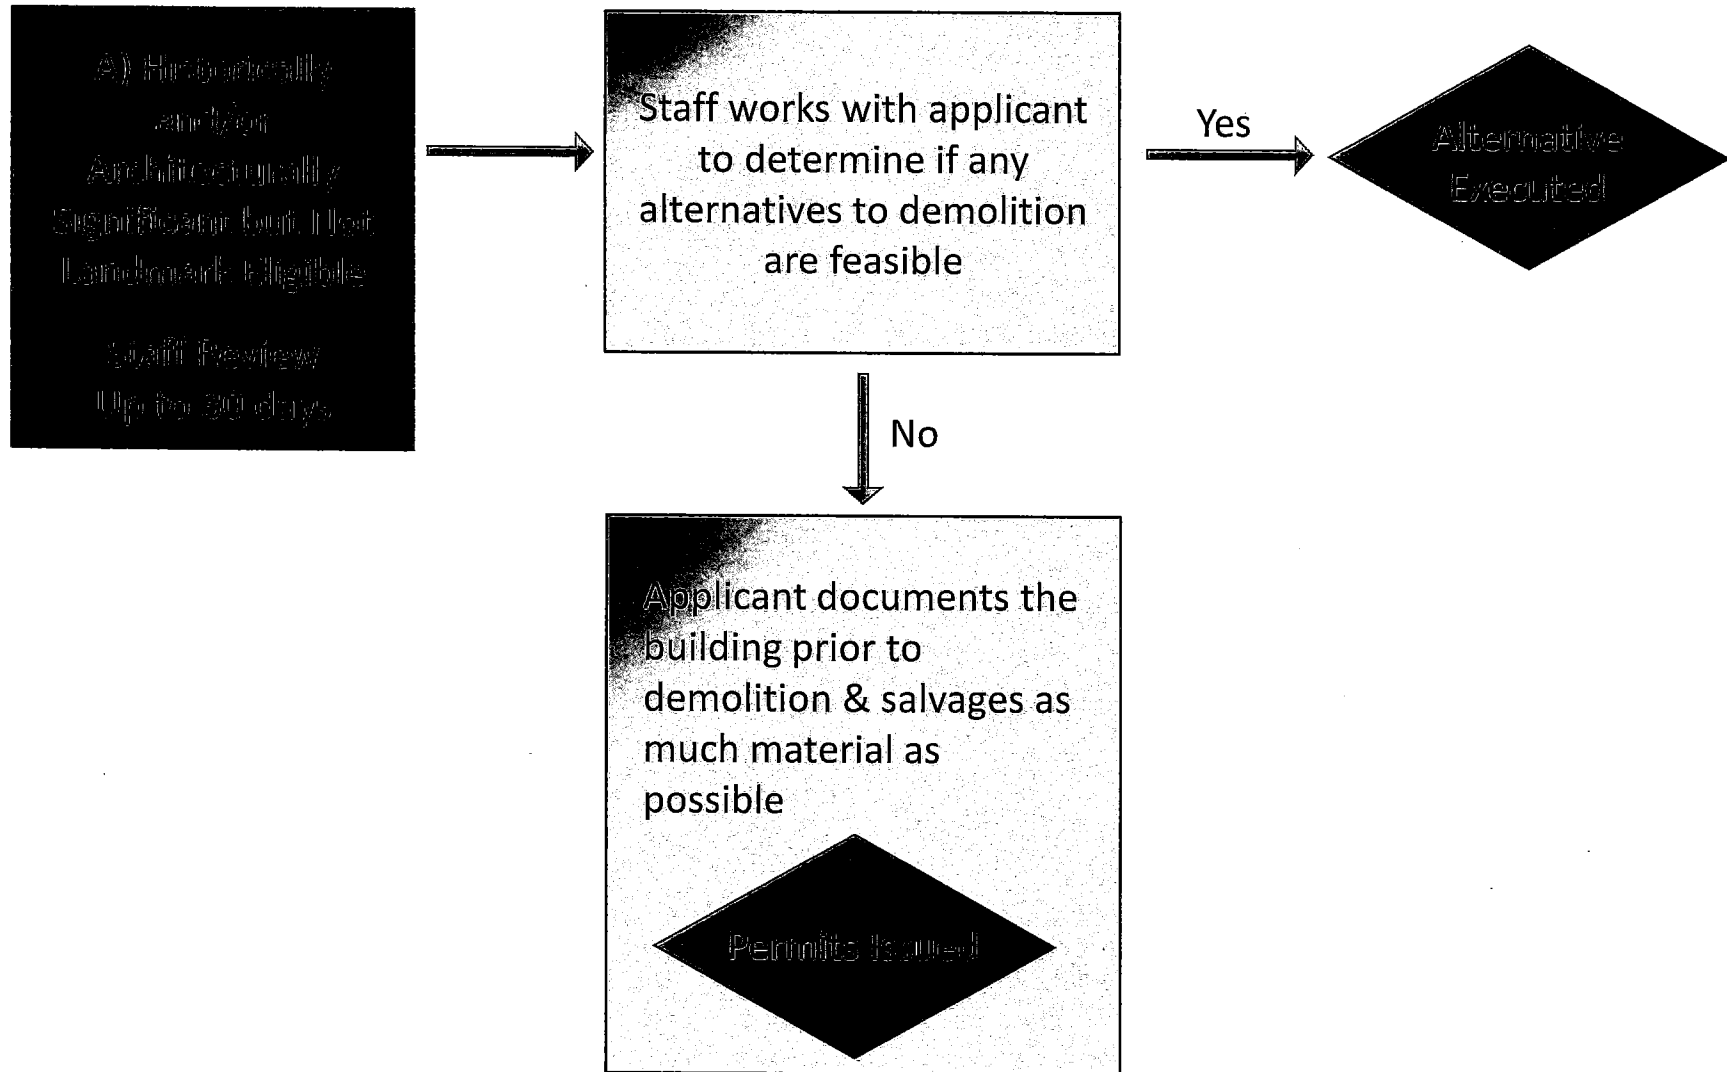 A) Historically
and/or
Architecturally
Significant but Not
Landmark Eligible
Staff Review
Up to 30 days
Staff works with applicant
to determine if any
alternatives to demolition
are feasible
Yes
Alternative
Executed
No
Applicant documents the
building prior to
demolition & salvages as
much material as
possible
Permits Issued